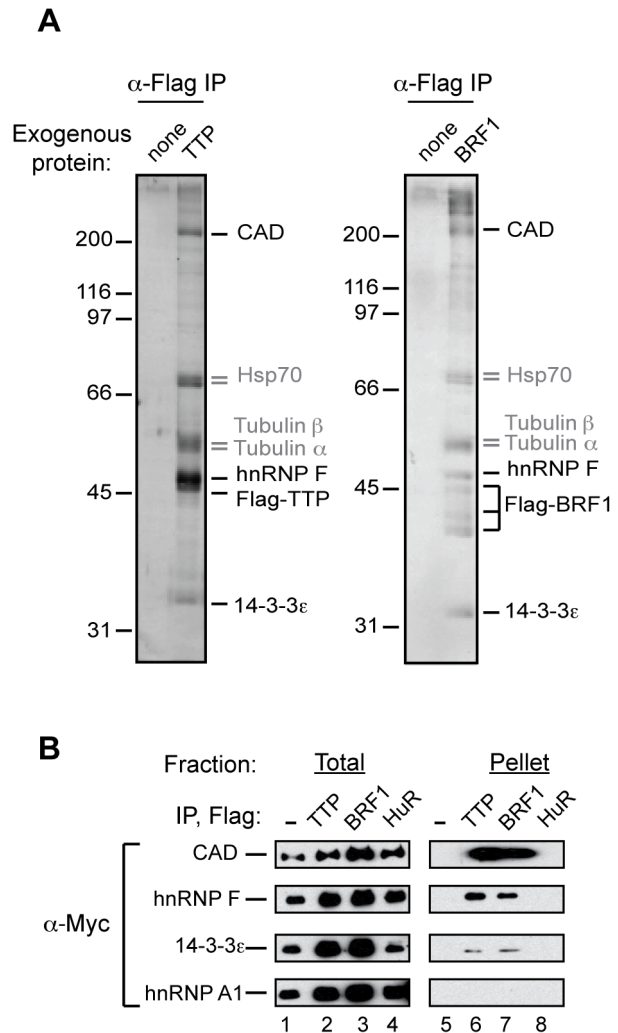 A
α-Flag IP
α-Flag IP
Exogenous
protein:
none
TTP
none
BRF1
200
116
97
66
45
31
CAD
Hsp70
Tubulin β
Tubulin α
hnRNP F
Flag-TTP
14-3-3ε
200
116
97
66
45
31
CAD
Hsp70
Tubulin β
Tubulin α
hnRNP F
Flag-BRF1
14-3-3ε
B
Fraction: Total Pellet
IP, Flag: – TTP BRF1 HuR – TTP BRF1 HuR
α-Myc
CAD
hnRNP F
14-3-3ε
hnRNP A1
1 2 3 4 5 6 7 8